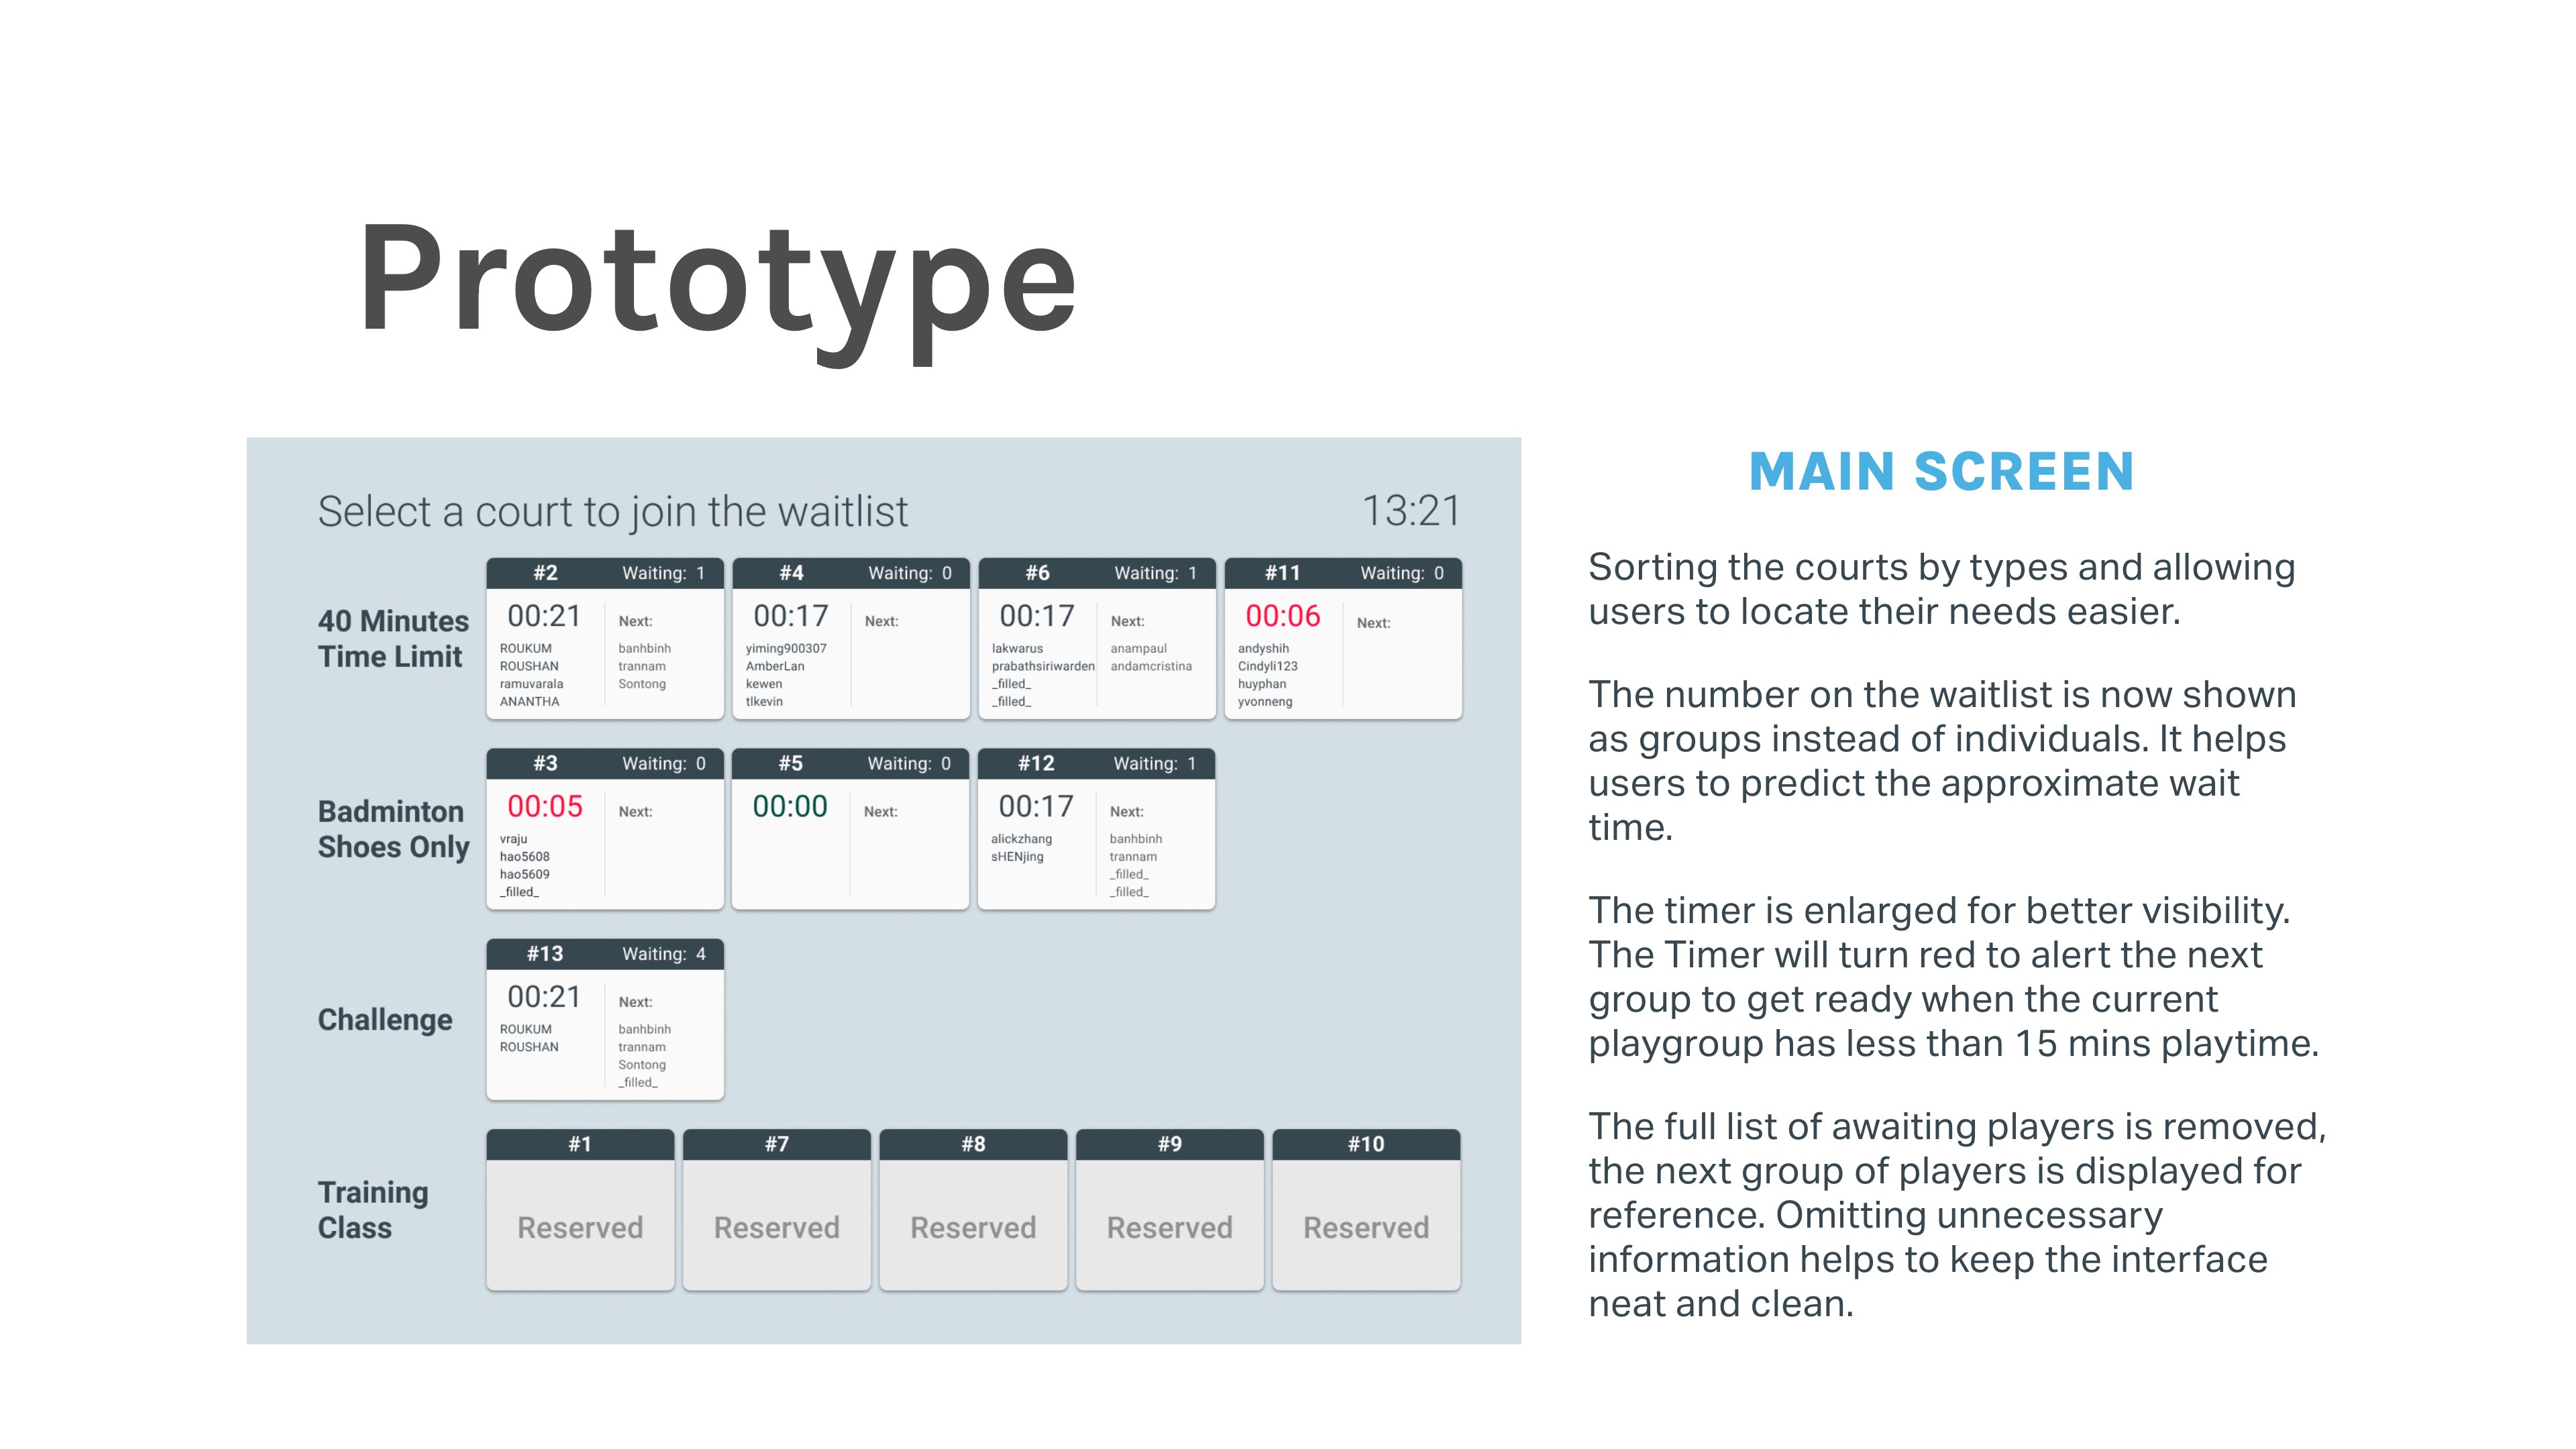 Prototype
Select a court to join the waitlist 13:21
40 Minutes
Time Limit
#2 Waiting: 1
00:21 Next:
ROUKUM banhbinh
ROUSHAN trannam
ramuvarala Sontong
ANANTHA
#4 Waiting: 0
00:17 Next:
yiming900307
AmberLan
kewen
tlkevin
#6 Waiting: 1
00:17 Next:
lakwarus anampaul
prabathsiriwarden andamcristina
_filled_
_filled_
#11 Waiting: 0
00:06 Next:
andyshih
Cindyli123
huyphan
yvonneng
Badminton
Shoes Only
#3 Waiting: 0
00:05 Next:
vraju
hao5608
hao5609
_filled_
#5 Waiting: 0
00:00 Next:
#12 Waiting: 1
00:17 Next:
alickzhang banhbinh
sHENjing trannam
_filled_
_filled_
Challenge
#13 Waiting: 4
00:21 Next:
ROUKUM banhbinh
ROUSHAN trannam
Sontong
_filled_
Training
Class
#1
Reserved
#7
Reserved
#8
Reserved
#9
Reserved
#10
Reserved
MAIN SCREEN
Sorting the courts by types and allowing
users to locate their needs easier.
The number on the waitlist is now shown
as groups instead of individuals. It helps
users to predict the approximate wait
time.
The timer is enlarged for better visibility.
The Timer will turn red to alert the next
group to get ready when the current
playgroup has less than 15 mins playtime.
The full list of awaiting players is removed,
the next group of players is displayed for
reference. Omitting unnecessary
information helps to keep the interface
neat and clean.